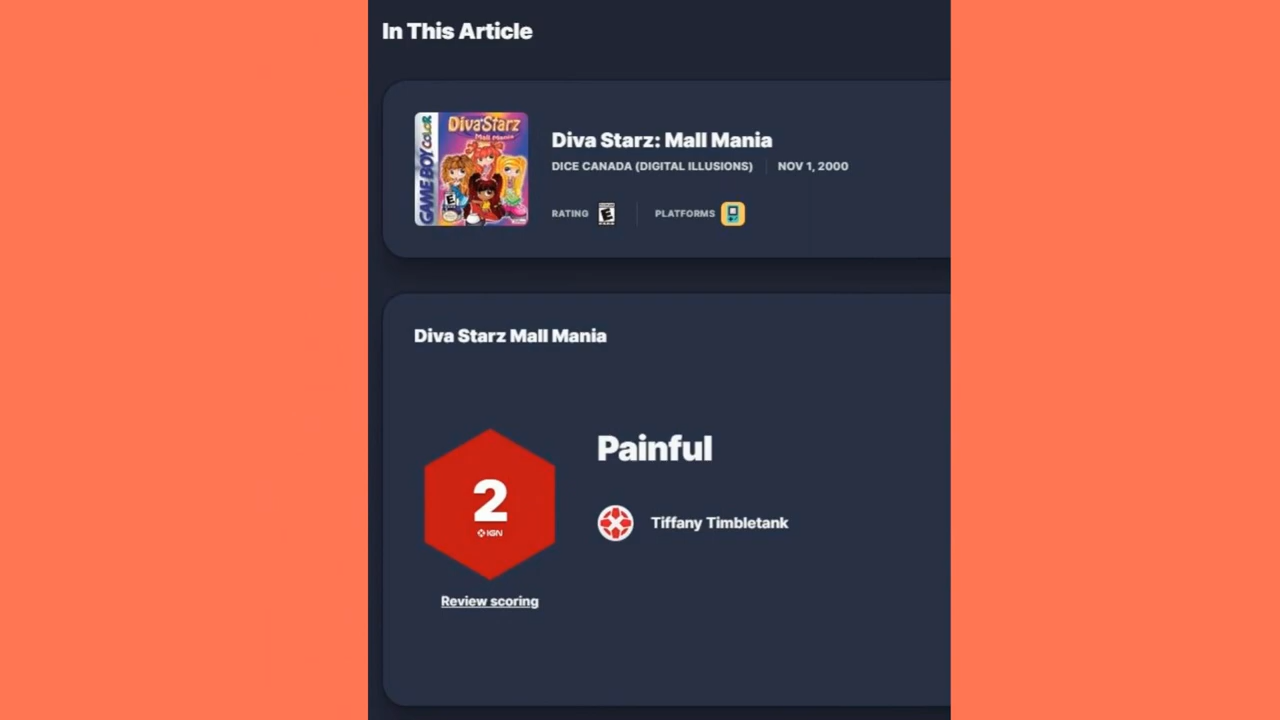 In This Article
GAME BOY COLOR
Diva Starz
Mall Mania
E
Diva Starz: Mall Mania
DICE CANADA (DIGITAL ILLUSIONS) NOV 1, 2000
RATING E PLATFORMS
Diva Starz Mall Mania
Painful
2
IGN
Tiffany Timbletank
Review scoring